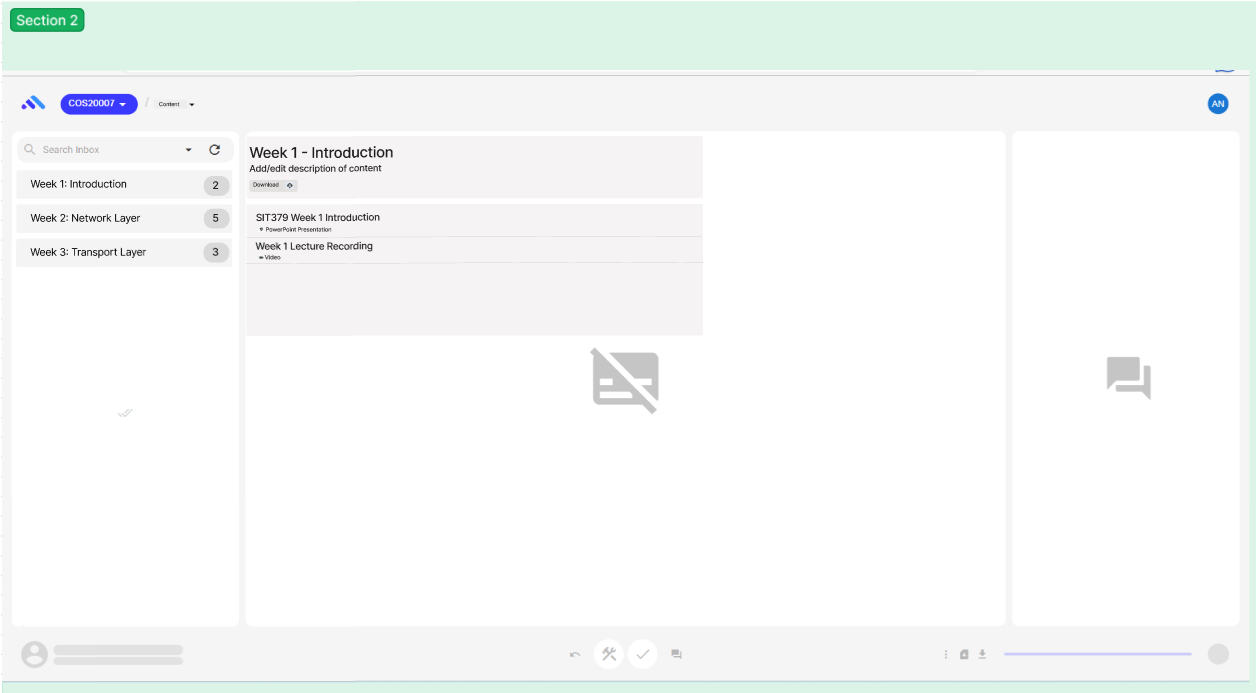 Section 2
COS20007
/
Content
AN
Search Inbox
Week 1: Introduction
2
Week 2: Network Layer
5
Week 3: Transport Layer
3
Week 1 - Introduction
Add/edit description of content
Download
SIT379 Week 1 Introduction
PowerPoint Presentation
Week 1 Lecture Recording
Video